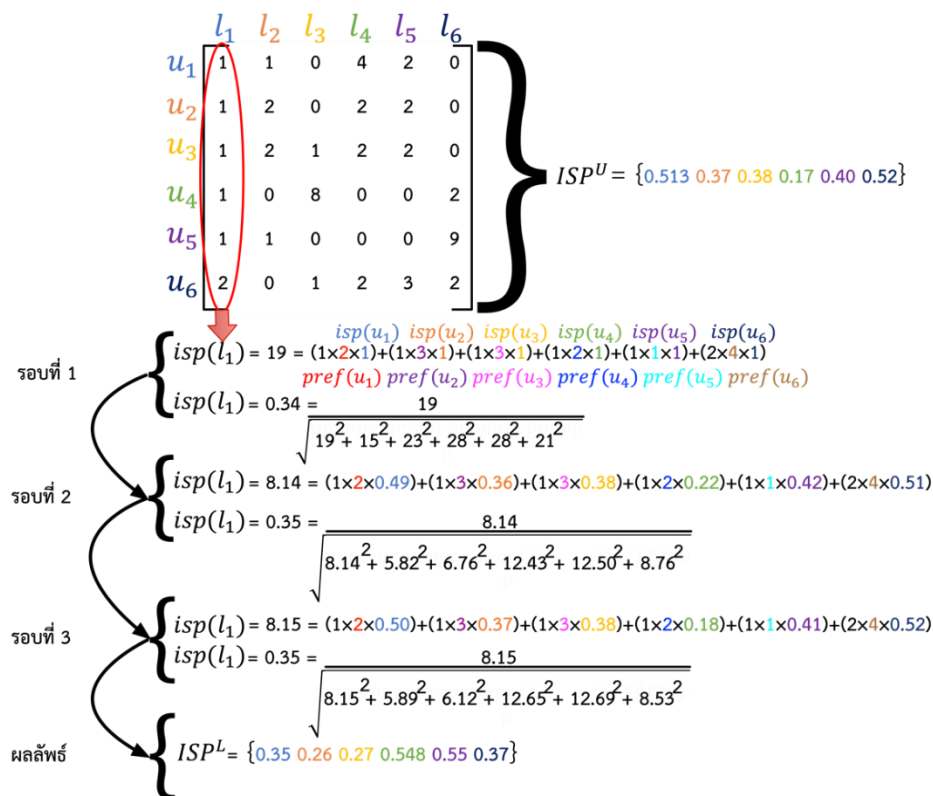 l₁ l₂ l₃ l₄ l₅ l₆
u₁ 1 1 0 4 2 0
u₂ 1 2 0 2 2 0
u₃ 1 2 1 2 2 0
ISPᵁ = {0.513 0.37 0.38 0.17 0.40 0.52}
u₄ 1 0 8 0 0 2
u₅ 1 1 0 0 0 9
u₆ 2 0 1 2 3 2
isp(u₁) isp(u₂) isp(u₃) isp(u₄) isp(u₅) isp(u₆)
รอบที่ 1
isp(l₁) = 19 = (1×2×1)+(1×3×1)+(1×3×1)+(1×2×1)+(1×1×1)+(2×4×1)
pref(u₁) pref(u₂) pref(u₃) pref(u₄) pref(u₅) pref(u₆)
isp(l₁) = 0.34 = 19
√19²+ 15²+ 23²+ 28²+ 28²+ 21²
รอบที่ 2
isp(l₁) = 8.14 = (1×2×0.49)+(1×3×0.36)+(1×3×0.38)+(1×2×0.22)+(1×1×0.42)+(2×4×0.51)
isp(l₁) = 0.35 = 8.14
√8.14²+ 5.82²+ 6.76²+ 12.43²+ 12.50²+ 8.76²
รอบที่ 3
isp(l₁) = 8.15 = (1×2×0.50)+(1×3×0.37)+(1×3×0.38)+(1×2×0.18)+(1×1×0.41)+(2×4×0.52)
isp(l₁) = 0.35 = 8.15
√8.15²+ 5.89²+ 6.12²+ 12.65²+ 12.69²+ 8.53²
ผลลัพธ์
ISPᴸ = {0.35 0.26 0.27 0.548 0.55 0.37}